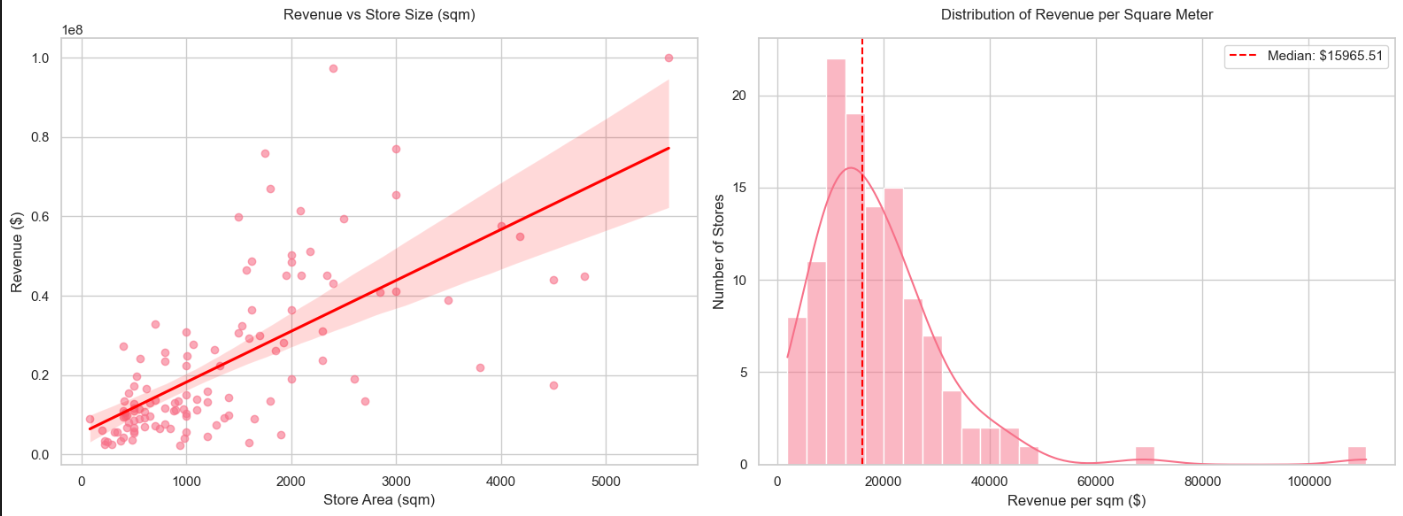 Revenue vs Store Size (sqm)
1e8
1.0
0.8
0.6
0.4
0.2
0.0
Revenue ($)
0 1000 2000 3000 4000 5000
Store Area (sqm)
Distribution of Revenue per Square Meter
Median: $15965.51
20
15
10
5
0
Number of Stores
0 20000 40000 60000 80000 100000
Revenue per sqm ($)